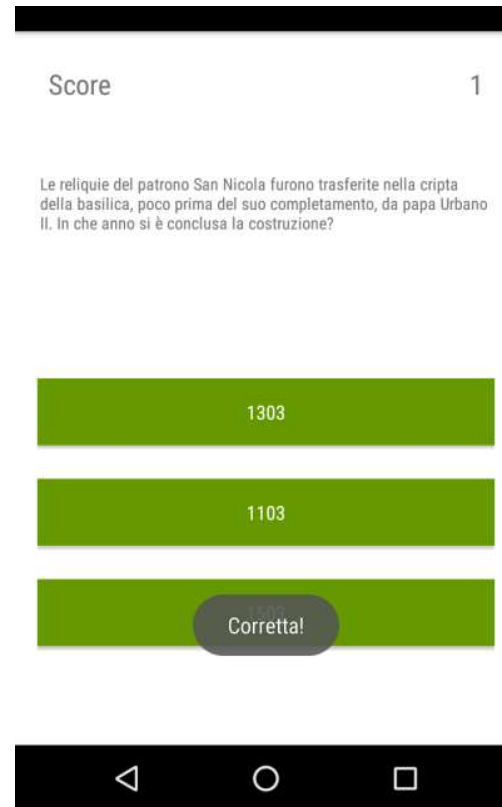 Score 1
Le reliquie del patrono San Nicola furono trasferite nella cripta
della basilica, poco prima del suo completamento, da papa Urbano
II. In che anno si è conclusa la costruzione?
1303
1103
1503
Corretta!